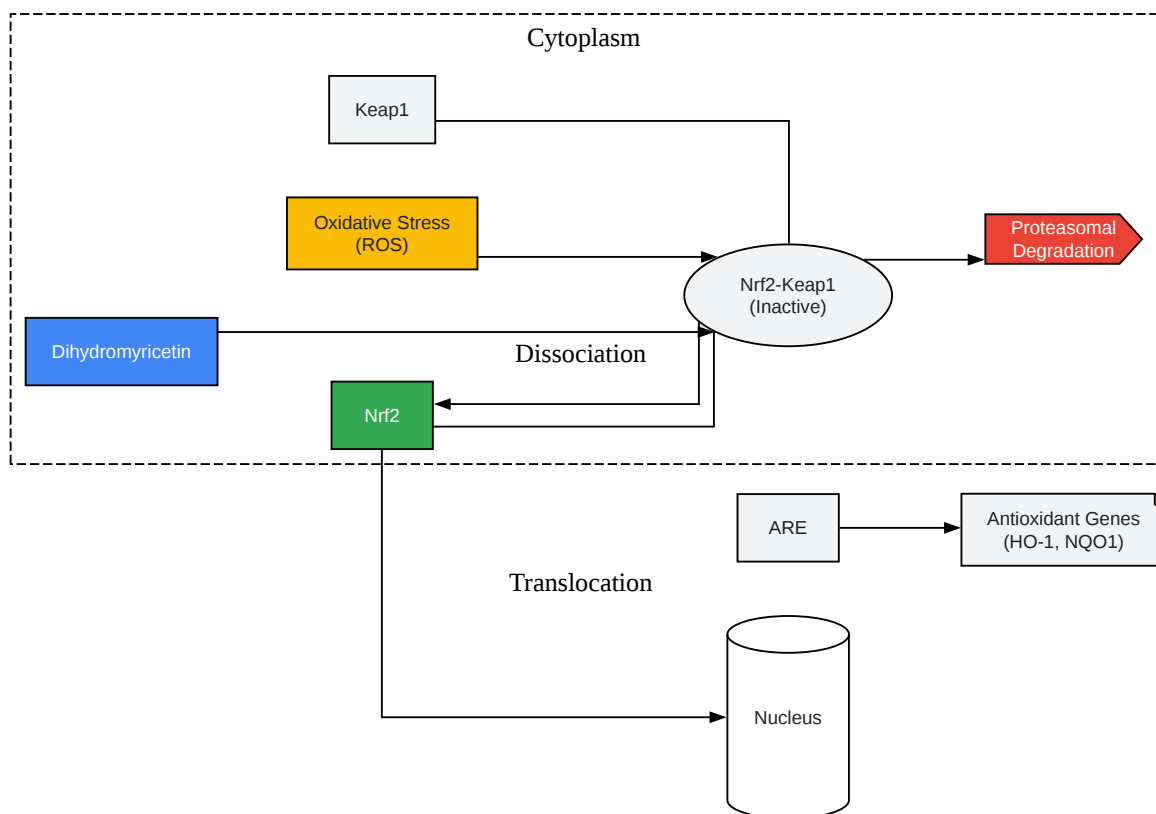 Cytoplasm
Keap1
Oxidative Stress
(ROS)
Proteasomal
Degradation
Nrf2-Keap1
(Inactive)
Dihydromyricetin
Dissociation
Nrf2
ARE
Antioxidant Genes
(HO-1, NQO1)
Translocation
Nucleus